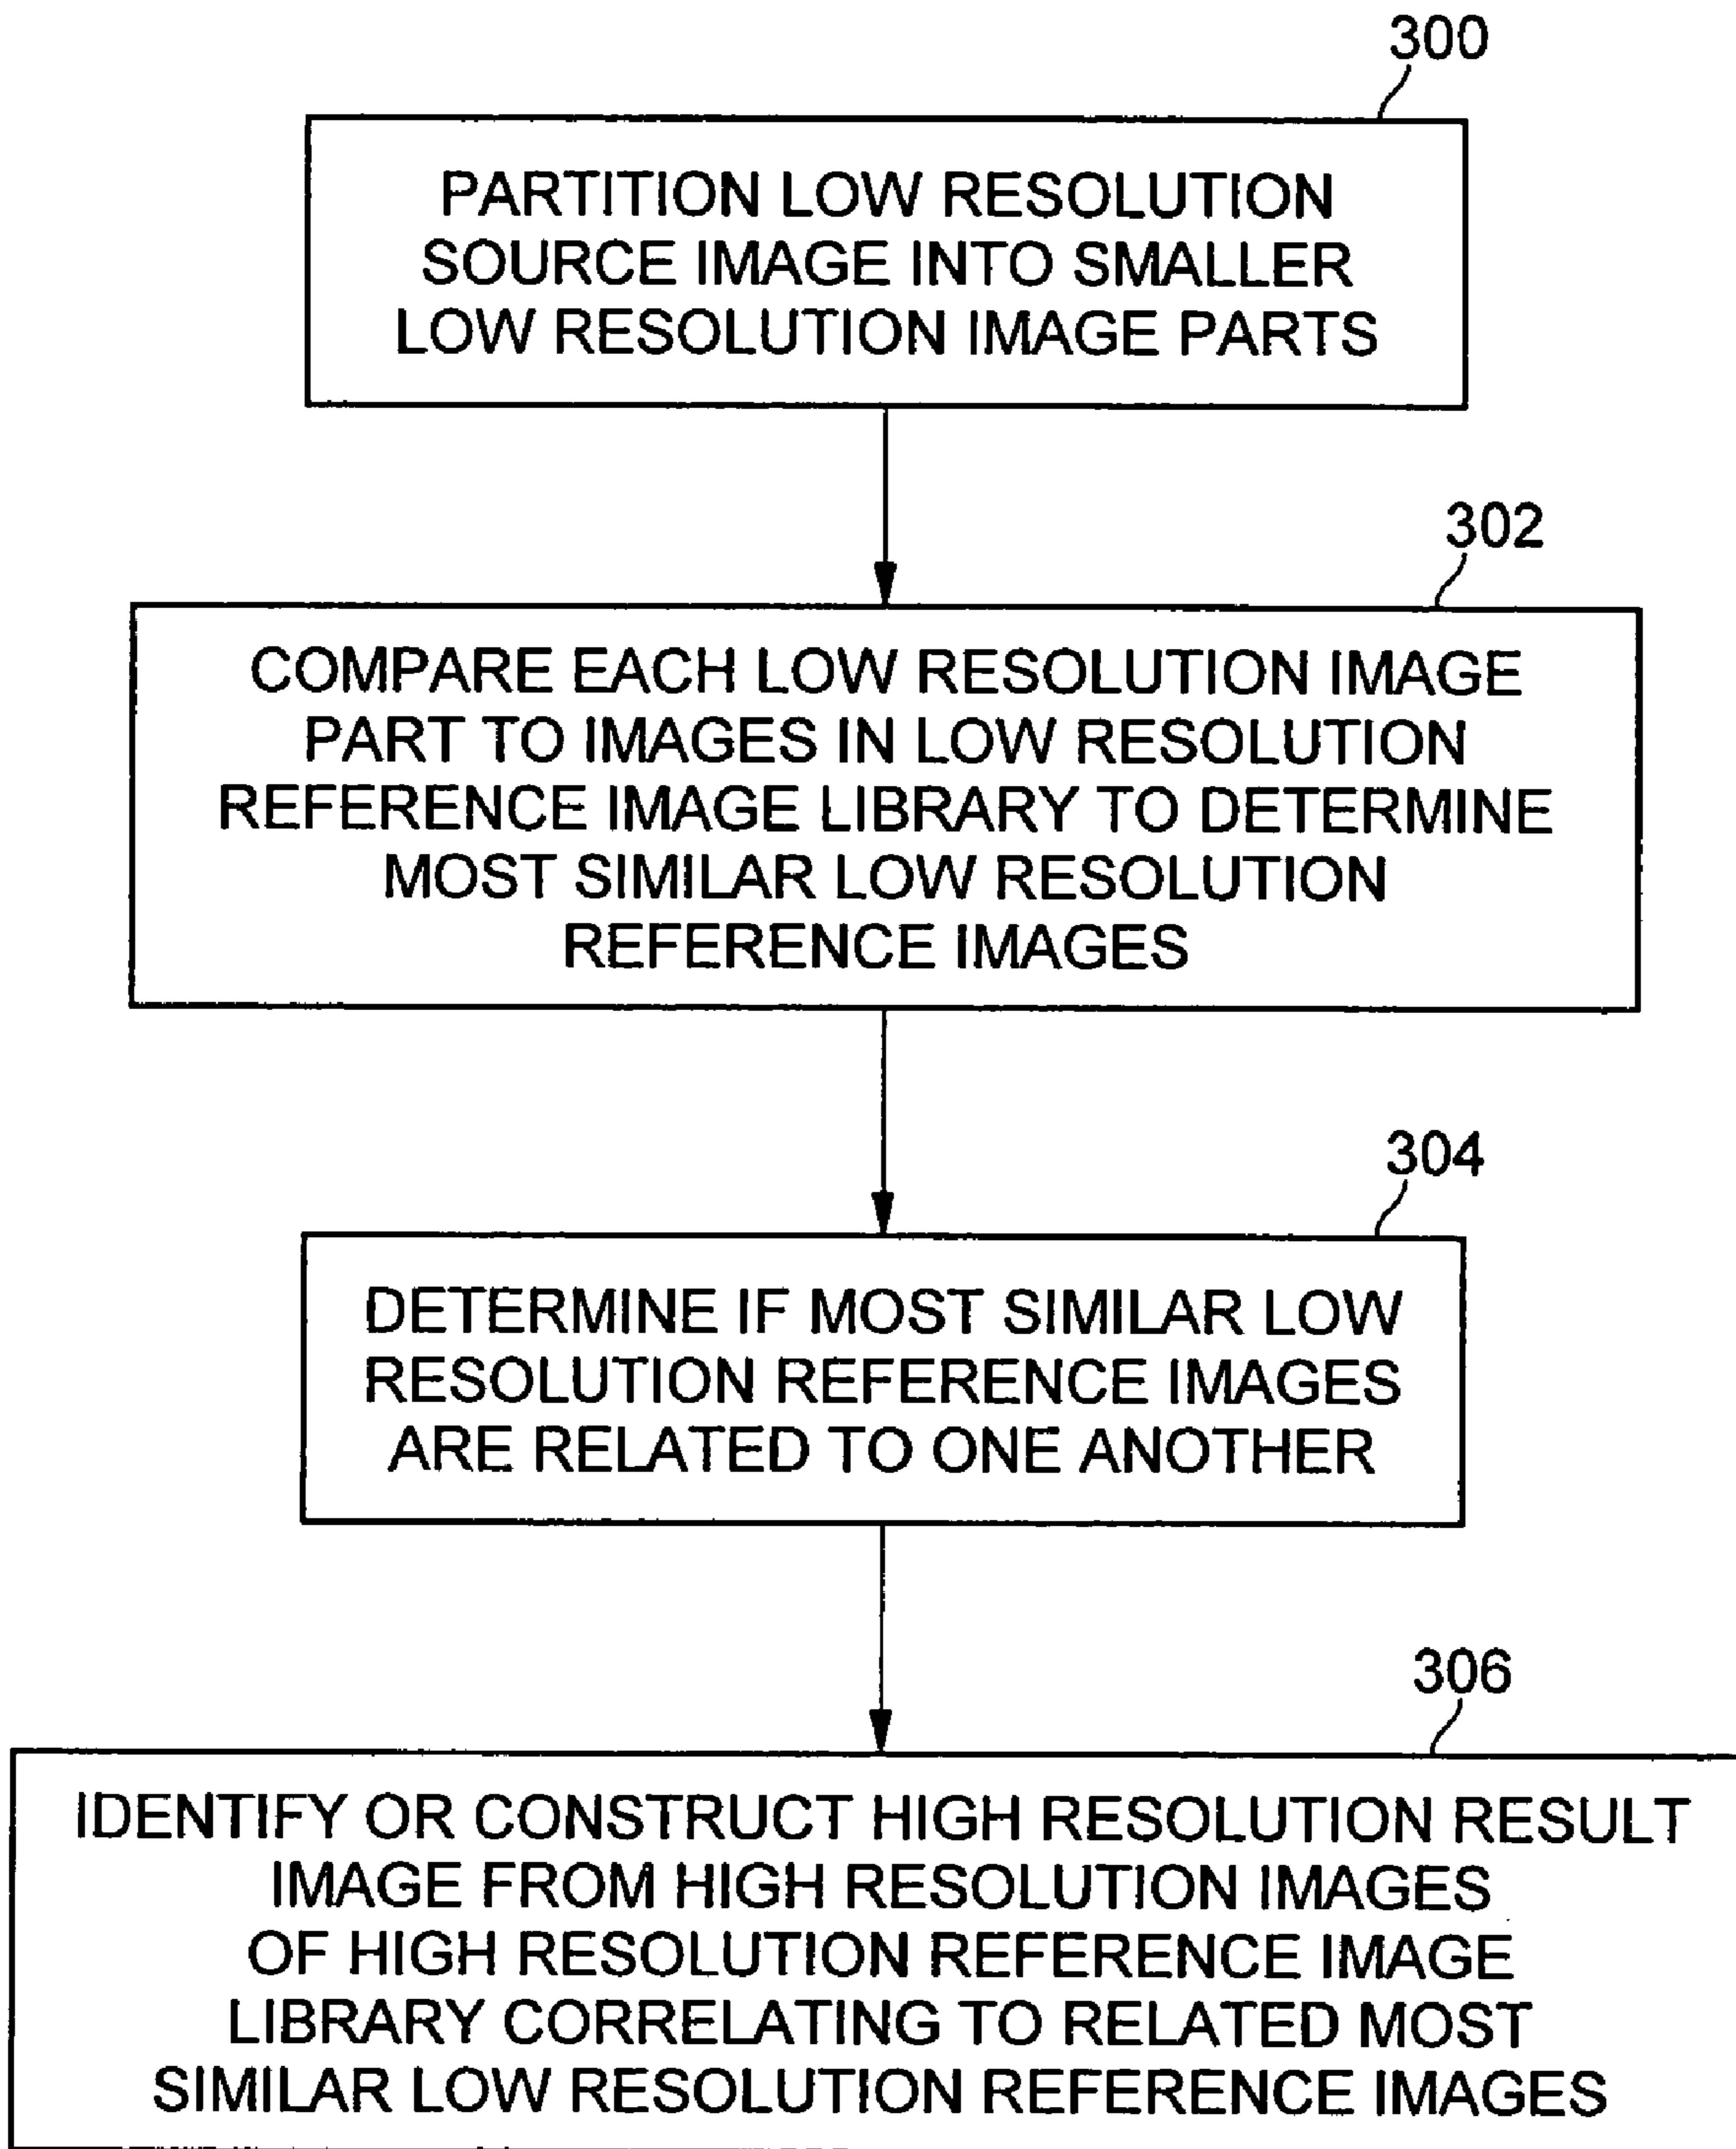 300
PARTITION LOW RESOLUTION
SOURCE IMAGE INTO SMALLER
LOW RESOLUTION IMAGE PARTS
302
COMPARE EACH LOW RESOLUTION IMAGE
PART TO IMAGES IN LOW RESOLUTION
REFERENCE IMAGE LIBRARY TO DETERMINE
MOST SIMILAR LOW RESOLUTION
REFERENCE IMAGES
304
DETERMINE IF MOST SIMILAR LOW
RESOLUTION REFERENCE IMAGES
ARE RELATED TO ONE ANOTHER
306
IDENTIFY OR CONSTRUCT HIGH RESOLUTION RESULT
IMAGE FROM HIGH RESOLUTION IMAGES
OF HIGH RESOLUTION REFERENCE IMAGE
LIBRARY CORRELATING TO RELATED MOST
SIMILAR LOW RESOLUTION REFERENCE IMAGES